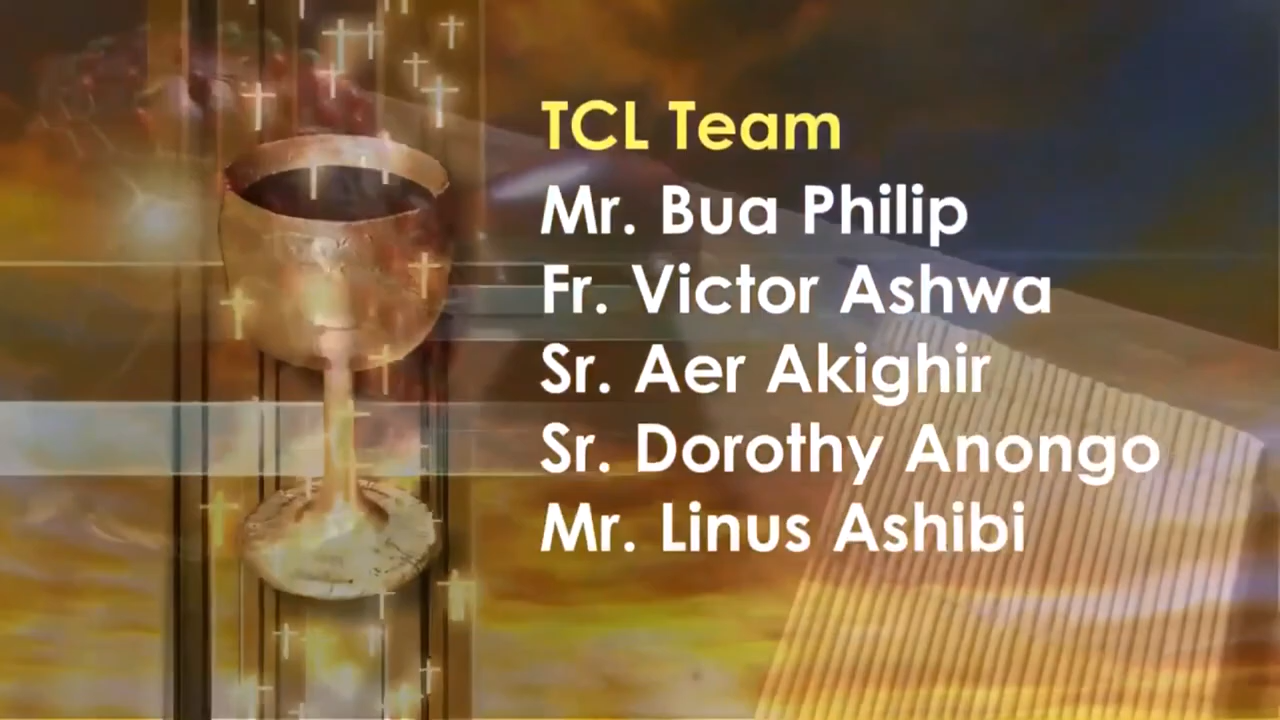 TCL Team
Mr. Bua Philip
Fr. Victor Ashwa
Sr. Aer Akighir
Sr. Dorothy Anongo
Mr. Linus Ashibi